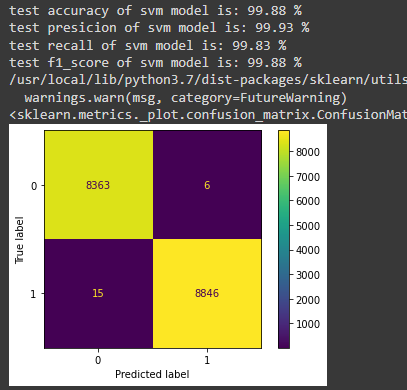 test accuracy of svm model is: 99.88 %
test presicion of svm model is: 99.93 %
test recall of svm model is: 99.83 %
test f1_score of svm model is: 99.88 %
/usr/local/lib/python3.7/dist-packages/sklearn/utils
warnings.warn(msg, category=FutureWarning)
<sklearn.metrics._plot.confusion_matrix.ConfusionMat
8000
0 8363 6
7000
6000
True label
5000
4000
3000
1 15 8846
2000
1000
0 1
Predicted label